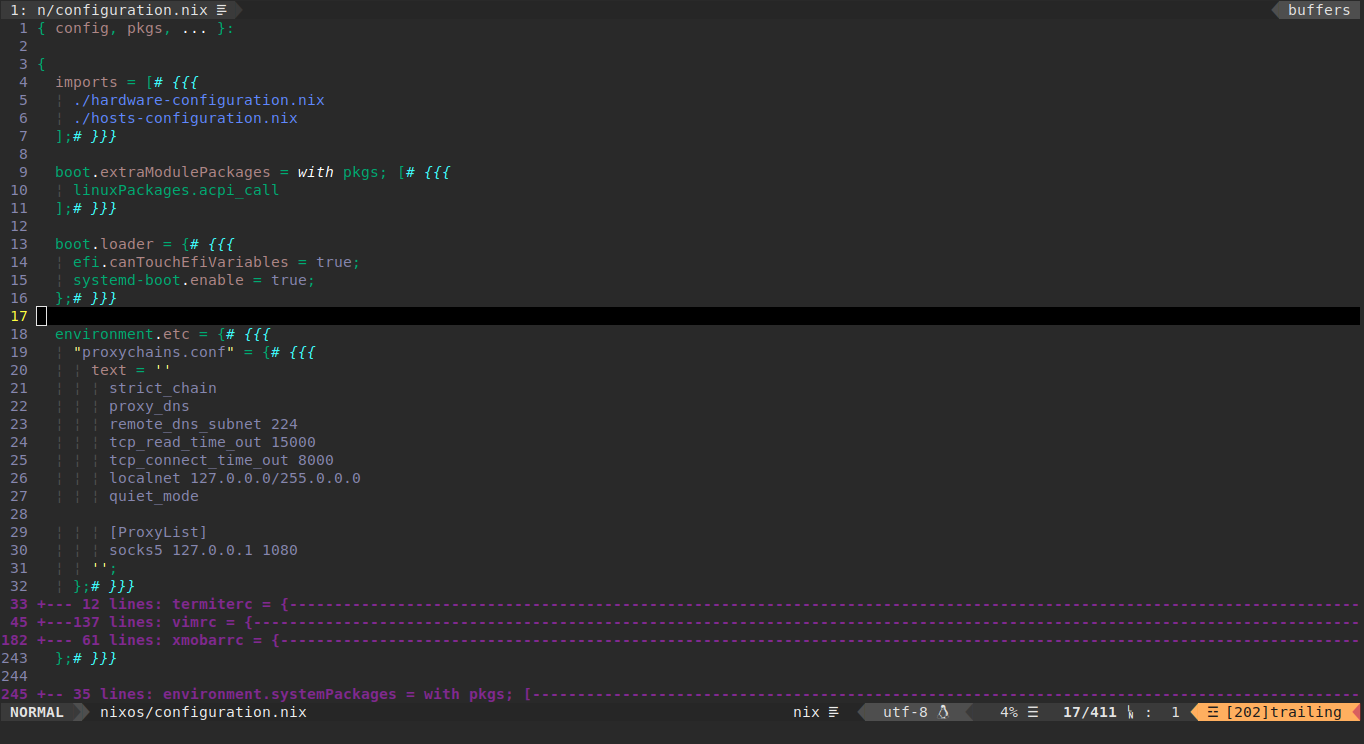 1: n/configuration.nix buffers
1 { config, pkgs, ... }:
2
3 {
4 imports = [# {{{
5 ¦ ./hardware-configuration.nix
6 ¦ ./hosts-configuration.nix
7 ];# }}}
8
9 boot.extraModulePackages = with pkgs; [# {{{
10 ¦ linuxPackages.acpi_call
11 ];# }}}
12
13 boot.loader = {# {{{
14 ¦ efi.canTouchEfiVariables = true;
15 ¦ systemd-boot.enable = true;
16 };# }}}
17
18 environment.etc = {# {{{
19 ¦ "proxychains.conf" = {# {{{
20 ¦ ¦ text = ''
21 ¦ ¦ ¦ strict_chain
22 ¦ ¦ ¦ proxy_dns
23 ¦ ¦ ¦ remote_dns_subnet 224
24 ¦ ¦ ¦ tcp_read_time_out 15000
25 ¦ ¦ ¦ tcp_connect_time_out 8000
26 ¦ ¦ ¦ localnet 127.0.0.0/255.0.0.0
27 ¦ ¦ ¦ quiet_mode
28
29 ¦ ¦ ¦ [ProxyList]
30 ¦ ¦ ¦ socks5 127.0.0.1 1080
31 ¦ ¦ '';
32 ¦ };# }}}
33 +--- 12 lines: termiterc = {-----------------------------------------------------------------------------------------------------------------------
45 +---137 lines: vimrc = {---------------------------------------------------------------------------------------------------------------------------
182 +--- 61 lines: xmobarrc = {------------------------------------------------------------------------------------------------------------------------
243 };# }}}
244
245 +-- 35 lines: environment.systemPackages = with pkgs; [--------------------------------------------------------------------------------------------
NORMAL nixos/configuration.nix nix utf-8 4% ☰ 17/411 ㏑ : 1 ☲ [202]trailing